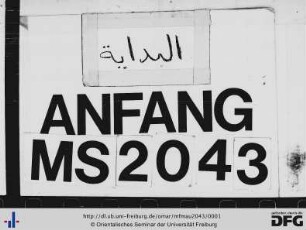 البداية
ANFANG
MS 2043
http://dl.ub.uni-freiburg.de/omar/mfmau2043/0001
© Orientalisches Seminar der Universität Freiburg
DFG